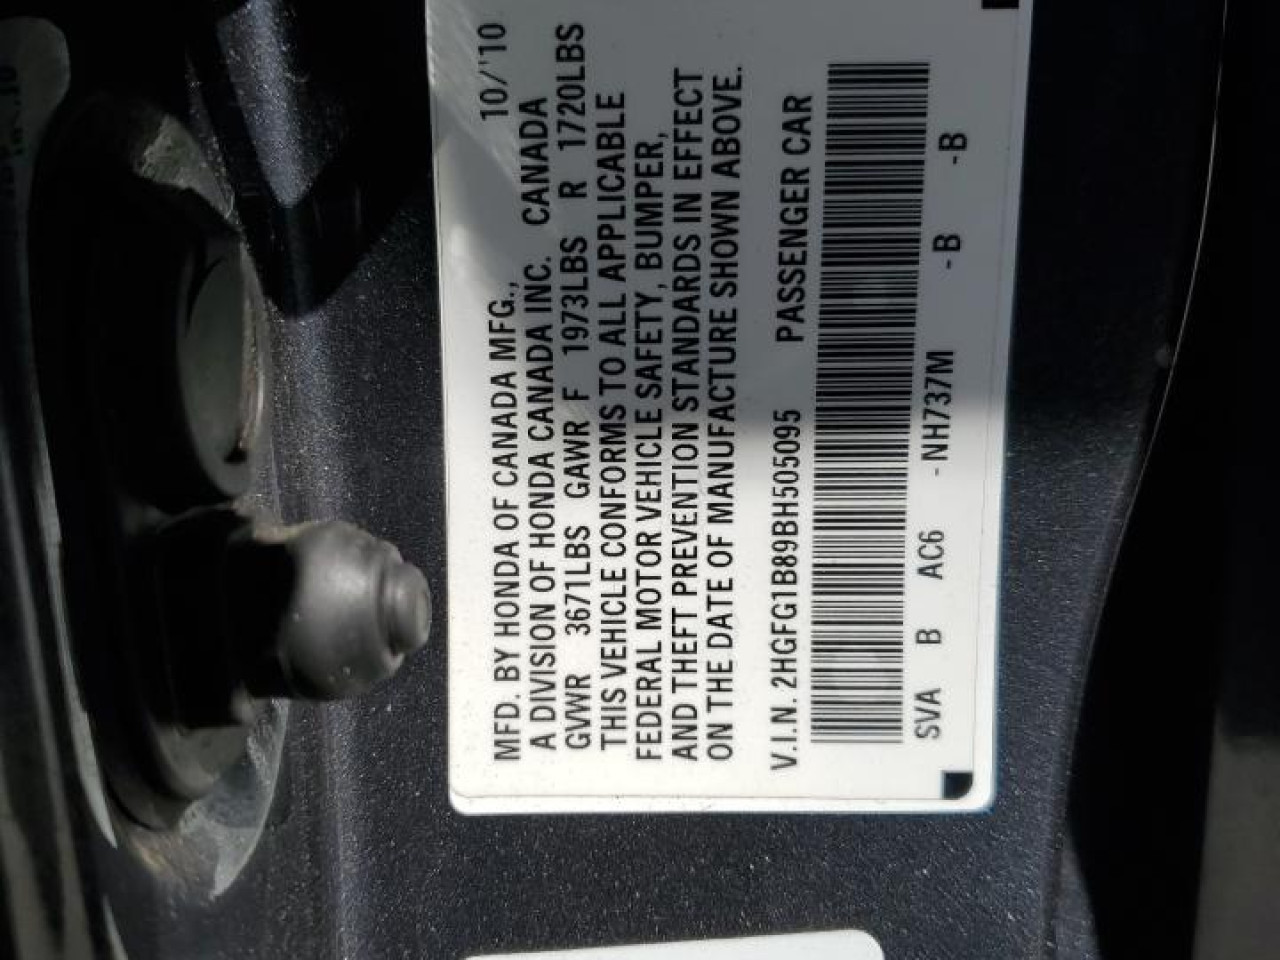 MFD. BY HONDA OF CANADA MFG., 10/'10
A DIVISION OF HONDA CANADA INC. CANADA
GVWR 3671LBS GAWR F 1973LBS R 1720LBS
THIS VEHICLE CONFORMS TO ALL APPLICABLE
FEDERAL MOTOR VEHICLE SAFETY, BUMPER,
AND THEFT PREVENTION STANDARDS IN EFFECT
ON THE DATE OF MANUFACTURE SHOWN ABOVE.
V.I.N. 2HGFG1B89BH505095 PASSENGER CAR
SVA B AC6 -NH737M -B -B